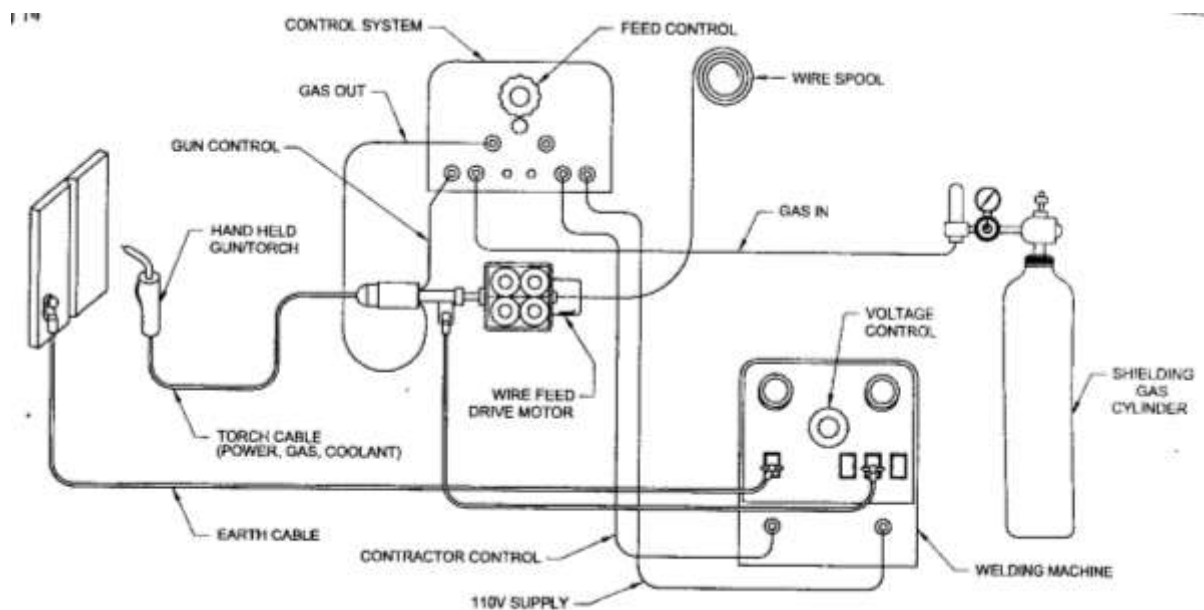 CONTROL SYSTEM
FEED CONTROL
WIRE SPOOL
GAS OUT
GUN CONTROL
GAS IN
HAND HELD
GUN/TORCH
VOLTAGE
CONTROL
WIRE FEED
DRIVE MOTOR
SHIELDING
GAS
CYLINDER
TORCH CABLE
(POWER, GAS, COOLANT)
EARTH CABLE
CONTRACTOR CONTROL
WELDING MACHINE
110V SUPPLY